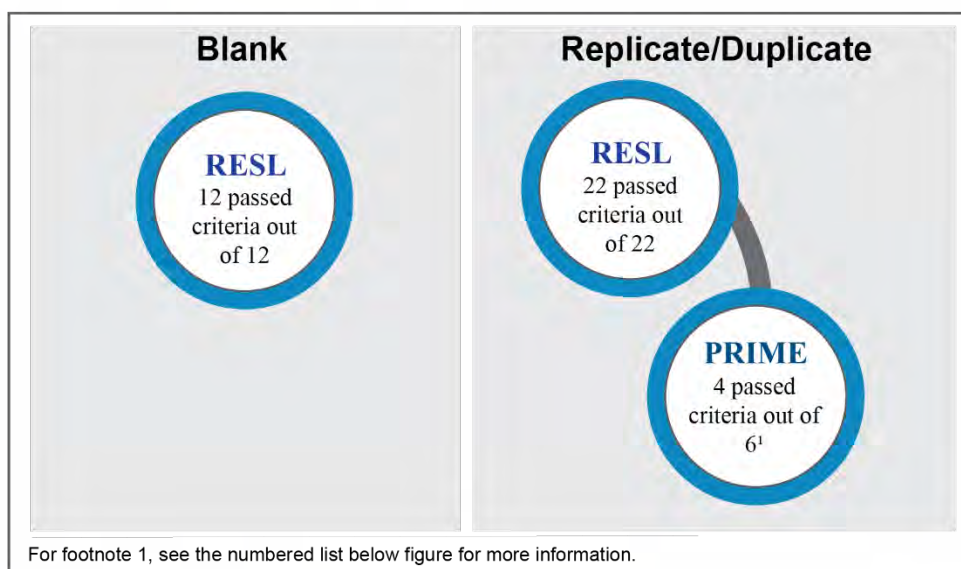 Blank
RESL
12 passed
criteria out
of 12
Replicate/Duplicate
RESL
22 passed
criteria out
of 22
PRIME
4 passed
criteria out of
6¹
For footnote 1, see the numbered list below figure for more information.